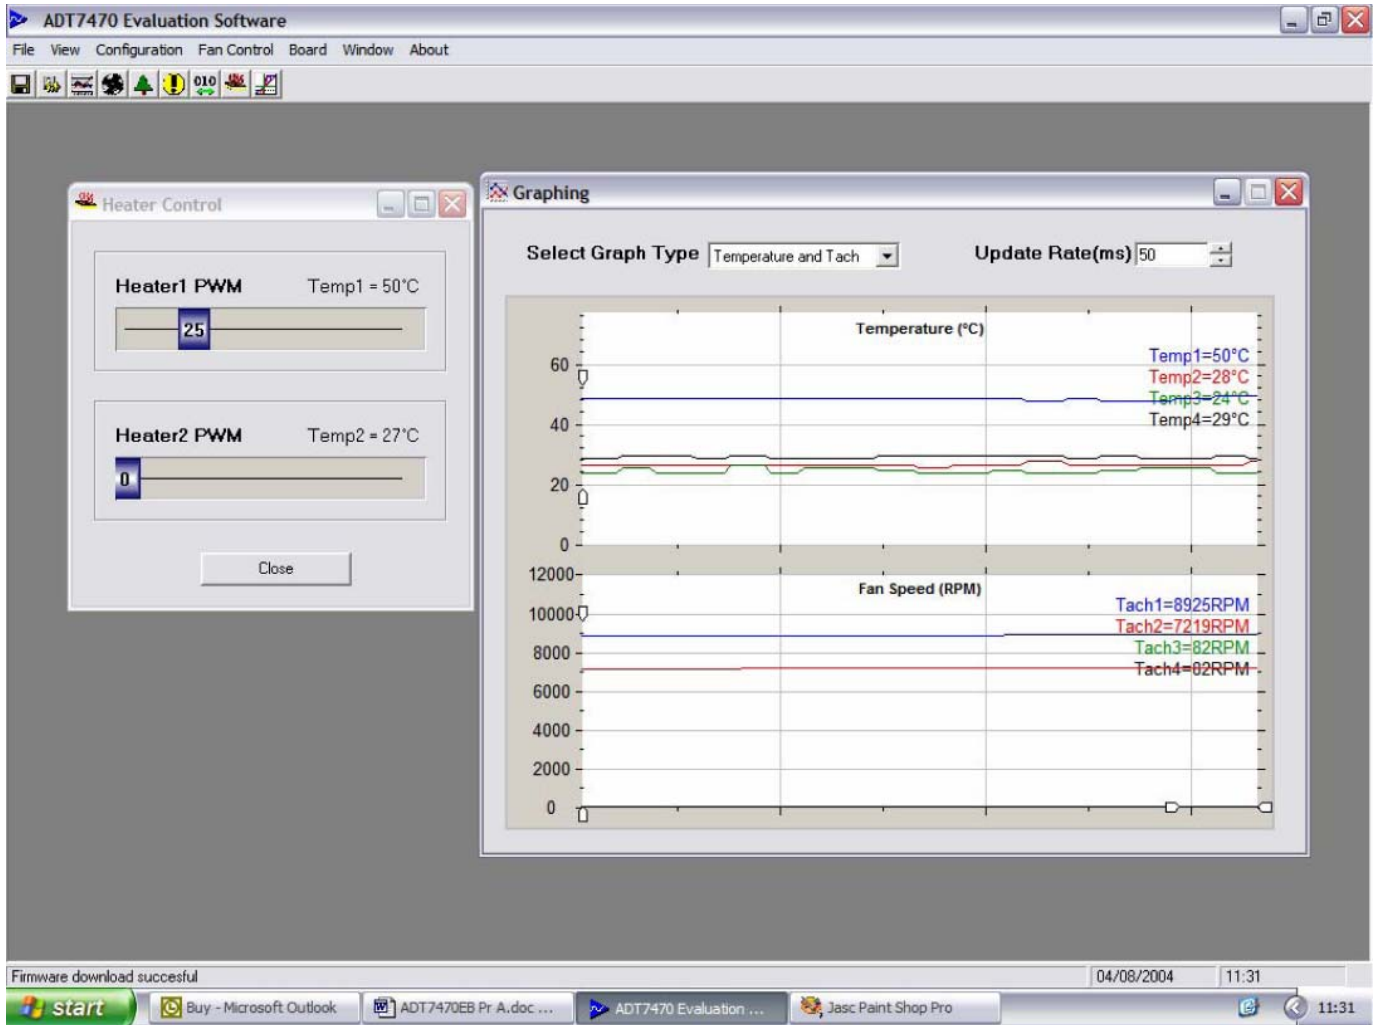 ADT7470 Evaluation Software
File View Configuration Fan Control Board Window About
010
Heater Control
Heater1 PWM Temp1 = 50°C
25
Heater2 PWM Temp2 = 27°C
0
Close
Graphing
Select Graph Type Temperature and Tach Update Rate(ms) 50
Temperature (°C)
Temp1=50°C
60
Temp2=28°C
Temp3=24°C
40
Temp4=29°C
20
0
12000
Fan Speed (RPM)
Tach1=8925RPM
10000
Tach2=7219RPM
Tach3=82RPM
8000
Tach4=82RPM
6000
4000
2000
0
Firmware download succesful 04/08/2004 11:31
start Buy - Microsoft Outlook ADT7470EB Pr A.doc ... ADT7470 Evaluation ... Jasc Paint Shop Pro 11:31